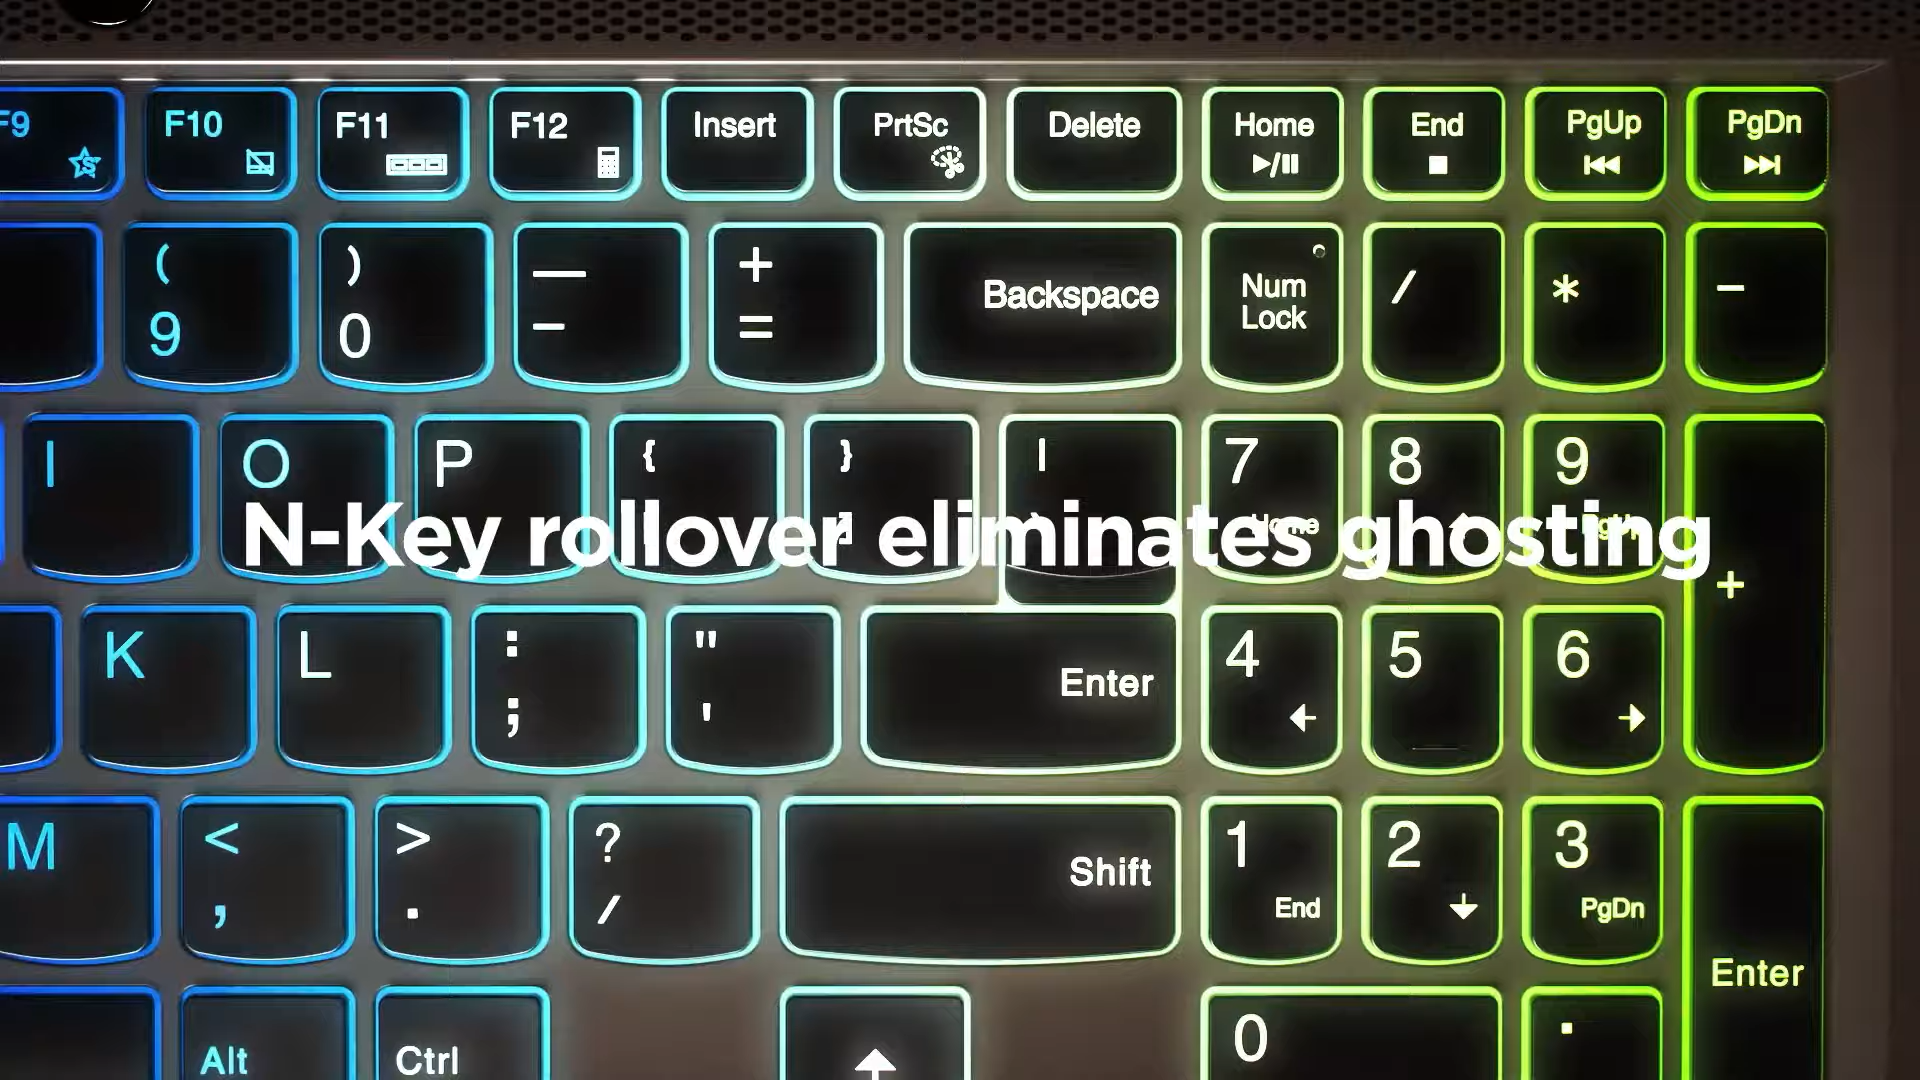 F9 F10 F11 F12 Insert PrtSc Delete Home End PgUp PgDn
( ) — + Backspace Num Lock / * -
9 0 - =
I O P { } | 7 8 9
N-Key rollover eliminates ghosting
+
K L : " Enter 4 5 6
; '
M < > ? Shift 1 2 3
, . / End PgDn
Enter
Alt Ctrl 0 .